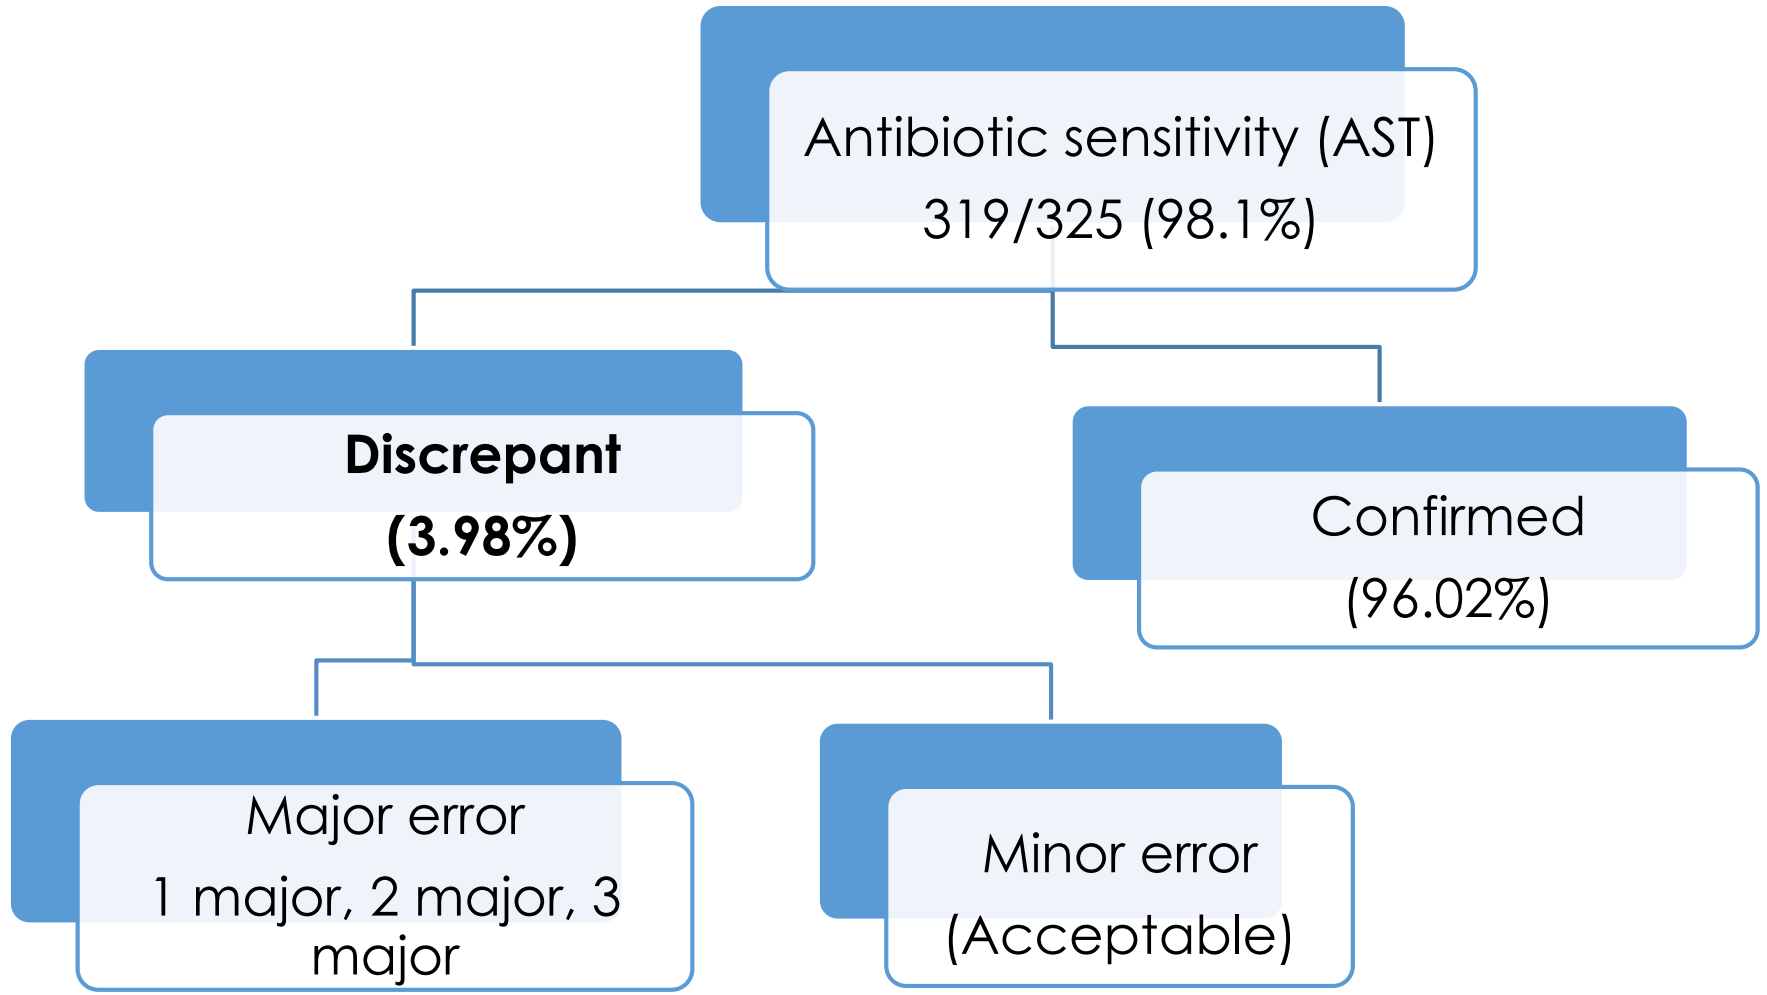 Antibiotic sensitivity (AST)
319/325 (98.1%)
Discrepant
(3.98%)
Confirmed
(96.02%)
Major error
1 major, 2 major, 3
major
Minor error
(Acceptable)